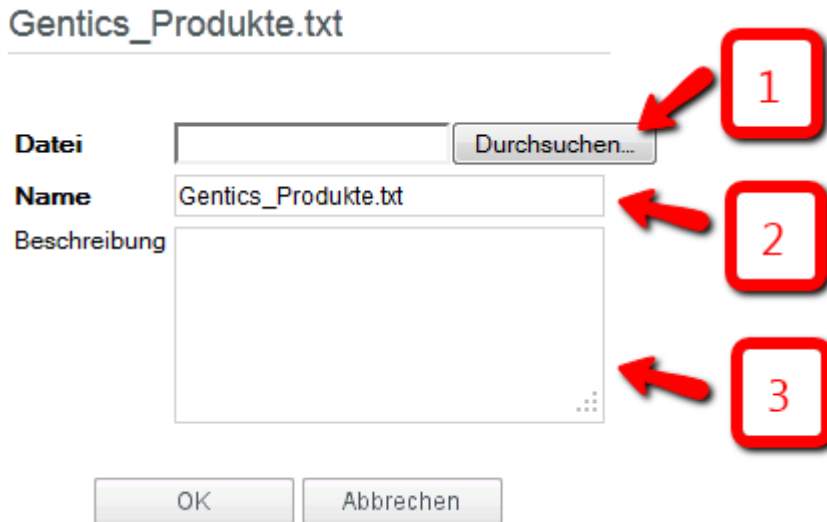 Gentics_Produkte.txt
1
Datei Durchsuchen...
Name Gentics_Produkte.txt
2
Beschreibung
3
OK Abbrechen